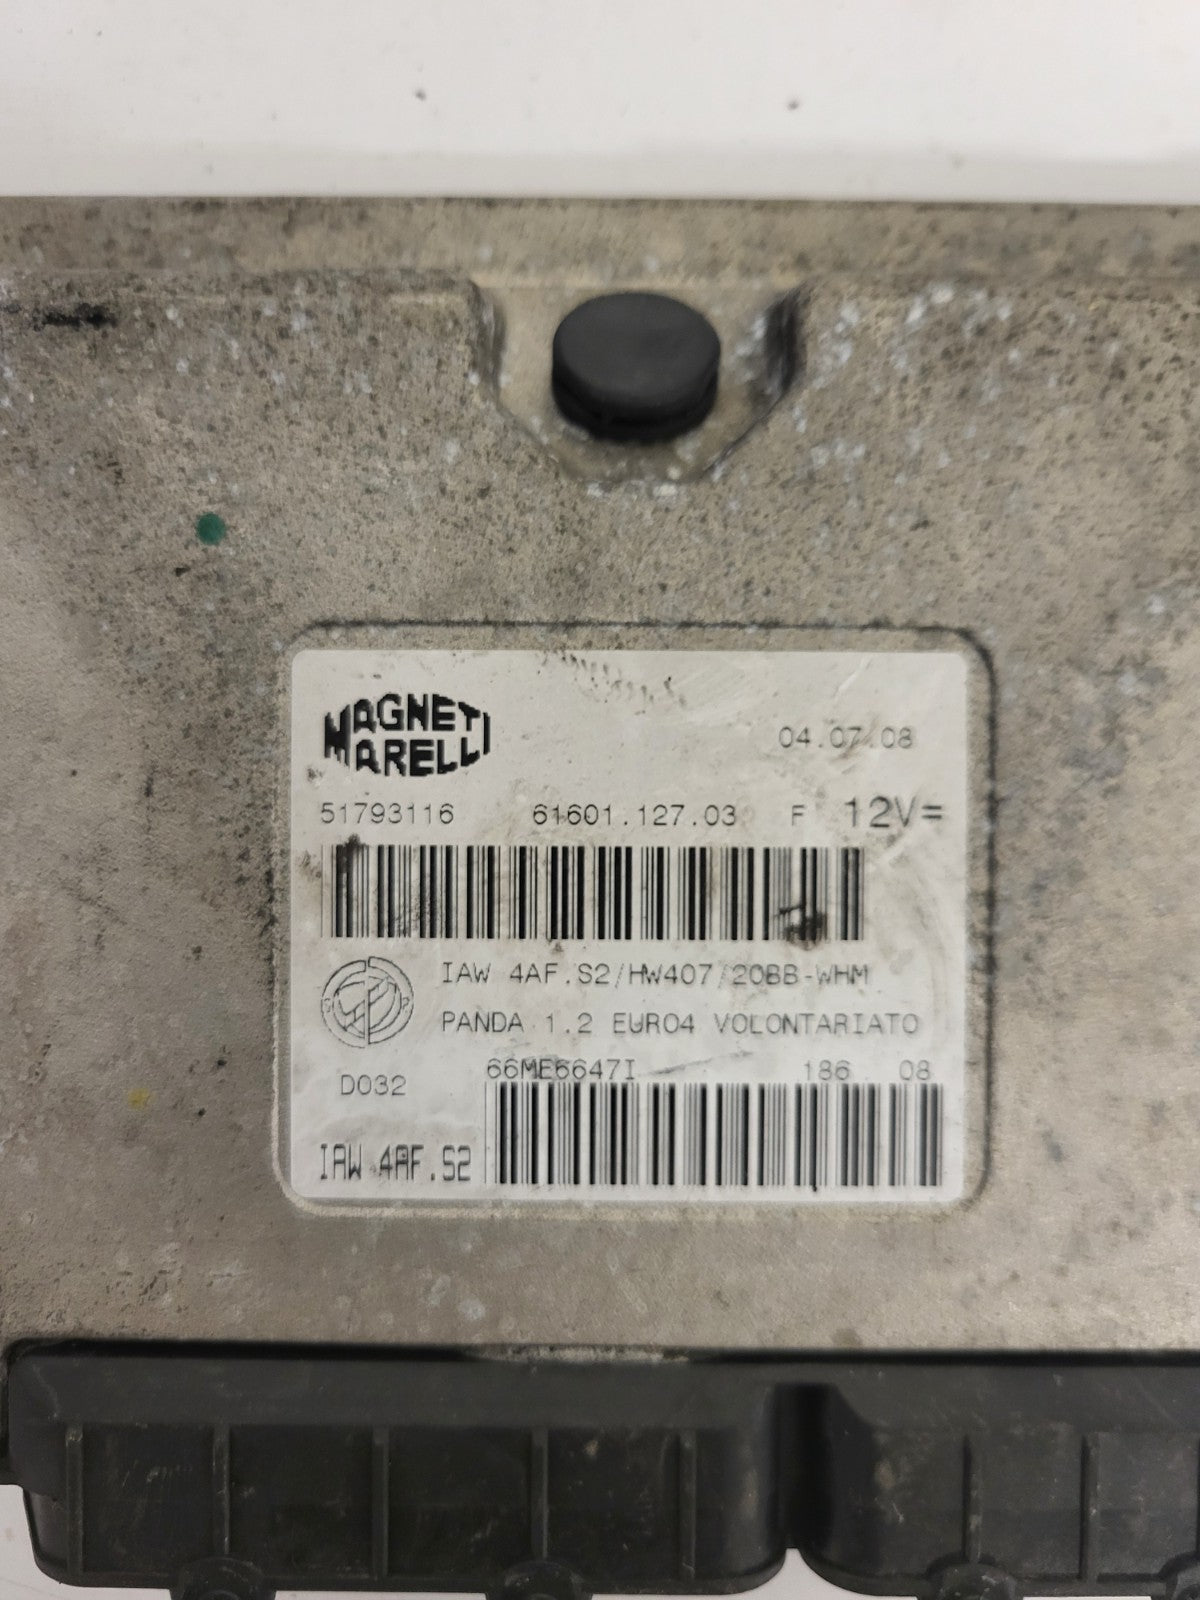 MAGNETI
MARELLI
04.07.08
51793116 61601.127.03 F 12V=
IAW 4AF.S2/HW407/20BB-WHM
PANDA 1.2 EURO4 VOLONTARIATO
66ME6647I 186 08
D032
IAW 4AF.S2